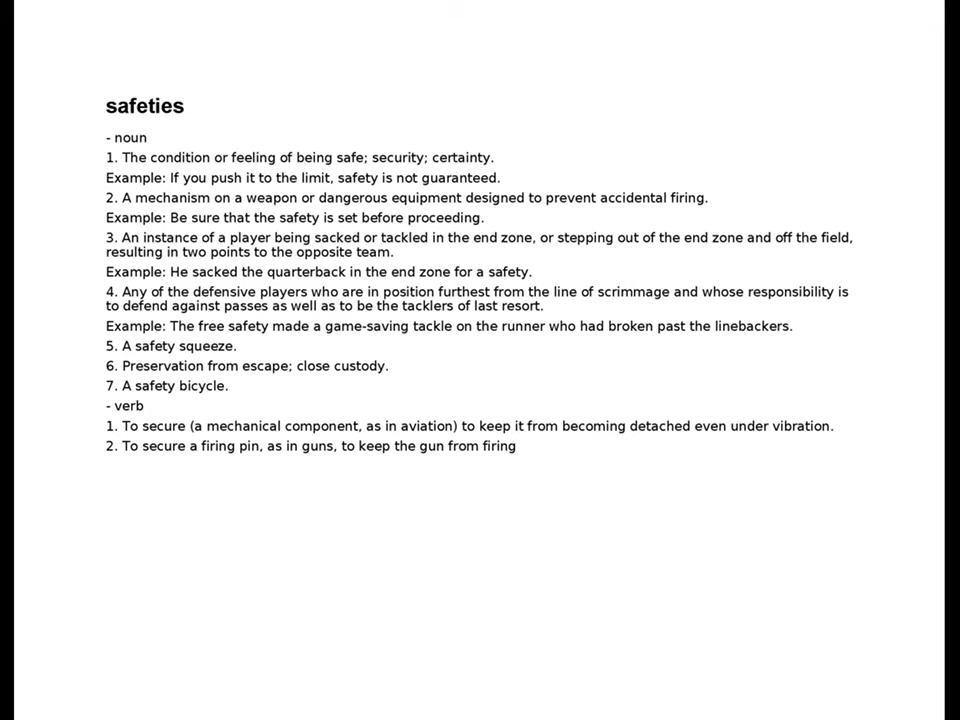 safeties
- noun
1. The condition or feeling of being safe; security; certainty.
Example: If you push it to the limit, safety is not guaranteed.
2. A mechanism on a weapon or dangerous equipment designed to prevent accidental firing.
Example: Be sure that the safety is set before proceeding.
3. An instance of a player being sacked or tackled in the end zone, or stepping out of the end zone and off the field,
resulting in two points to the opposite team.
Example: He sacked the quarterback in the end zone for a safety.
4. Any of the defensive players who are in position furthest from the line of scrimmage and whose responsibility is
to defend against passes as well as to be the tacklers of last resort.
Example: The free safety made a game-saving tackle on the runner who had broken past the linebackers.
5. A safety squeeze.
6. Preservation from escape; close custody.
7. A safety bicycle.
- verb
1. To secure (a mechanical component, as in aviation) to keep it from becoming detached even under vibration.
2. To secure a firing pin, as in guns, to keep the gun from firing